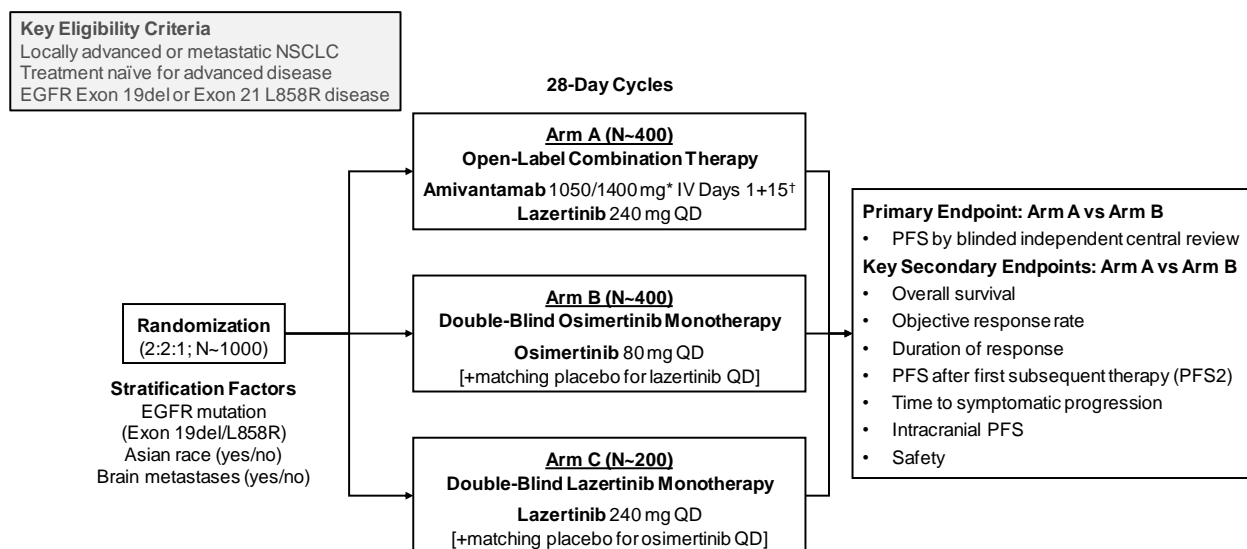 Key Eligibility Criteria
Locally advanced or metastatic NSCLC
Treatment naïve for advanced disease
EGFR Exon 19del or Exon 21 L858R disease
28-Day Cycles
Arm A (N~400)
Open-Label Combination Therapy
Amivantamab 1050/1400 mg* IV Days 1+15†
Lazertinib 240 mg QD
Randomization
(2:2:1; N~1000)
Stratification Factors
EGFR mutation
(Exon 19del/L858R)
Asian race (yes/no)
Brain metastases (yes/no)
Arm B (N~400)
Double-Blind Osimertinib Monotherapy
Osimertinib 80 mg QD
[+matching placebo for lazertinib QD]
Arm C (N~200)
Double-Blind Lazertinib Monotherapy
Lazertinib 240 mg QD
[+matching placebo for osimertinib QD]
Primary Endpoint: Arm A vs Arm B
• PFS by blinded independent central review
Key Secondary Endpoints: Arm A vs Arm B
• Overall survival
• Objective response rate
• Duration of response
• PFS after first subsequent therapy (PFS2)
• Time to symptomatic progression
• Intracranial PFS
• Safety